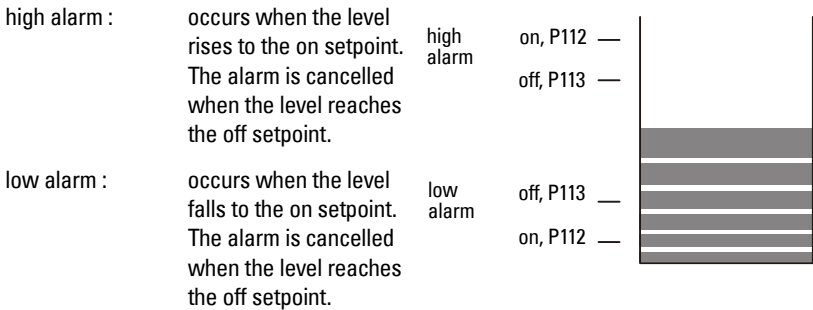 high alarm :
occurs when the level
rises to the on setpoint.
The alarm is cancelled
when the level reaches
the off setpoint.
high
alarm
on, P112
off, P113
low alarm :
occurs when the level
falls to the on setpoint.
The alarm is cancelled
when the level reaches
the off setpoint.
low
alarm
off, P113
on, P112